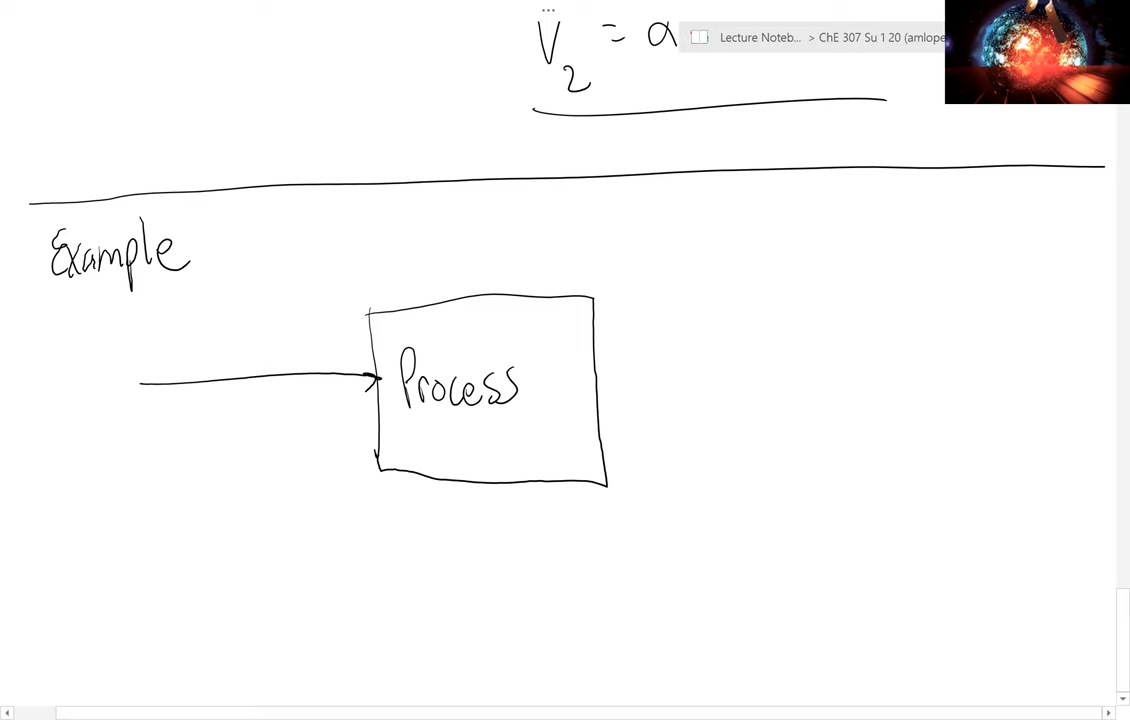 V2 = α
Lecture Noteb... > ChE 307 Su 1 20 (amlope
Example
Process